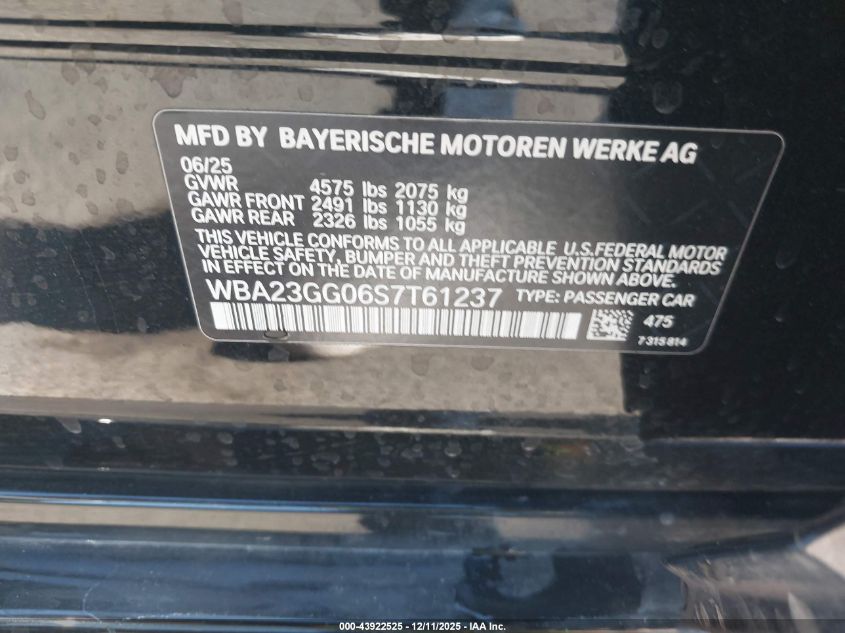 MFD BY BAYERISCHE MOTOREN WERKE AG
06/25
GVWR 4575 lbs 2075 kg
GAWR FRONT 2491 lbs 1130 kg
GAWR REAR 2326 lbs 1055 kg
THIS VEHICLE CONFORMS TO ALL APPLICABLE U.S. FEDERAL MOTOR
VEHICLE SAFETY, BUMPER AND THEFT PREVENTION STANDARDS
IN EFFECT ON THE DATE OF MANUFACTURE SHOWN ABOVE.
WBA23GG06S7T61237 TYPE: PASSENGER CAR
475
7 315 814
000-43922525 - 12/11/2025 - IAA Inc.